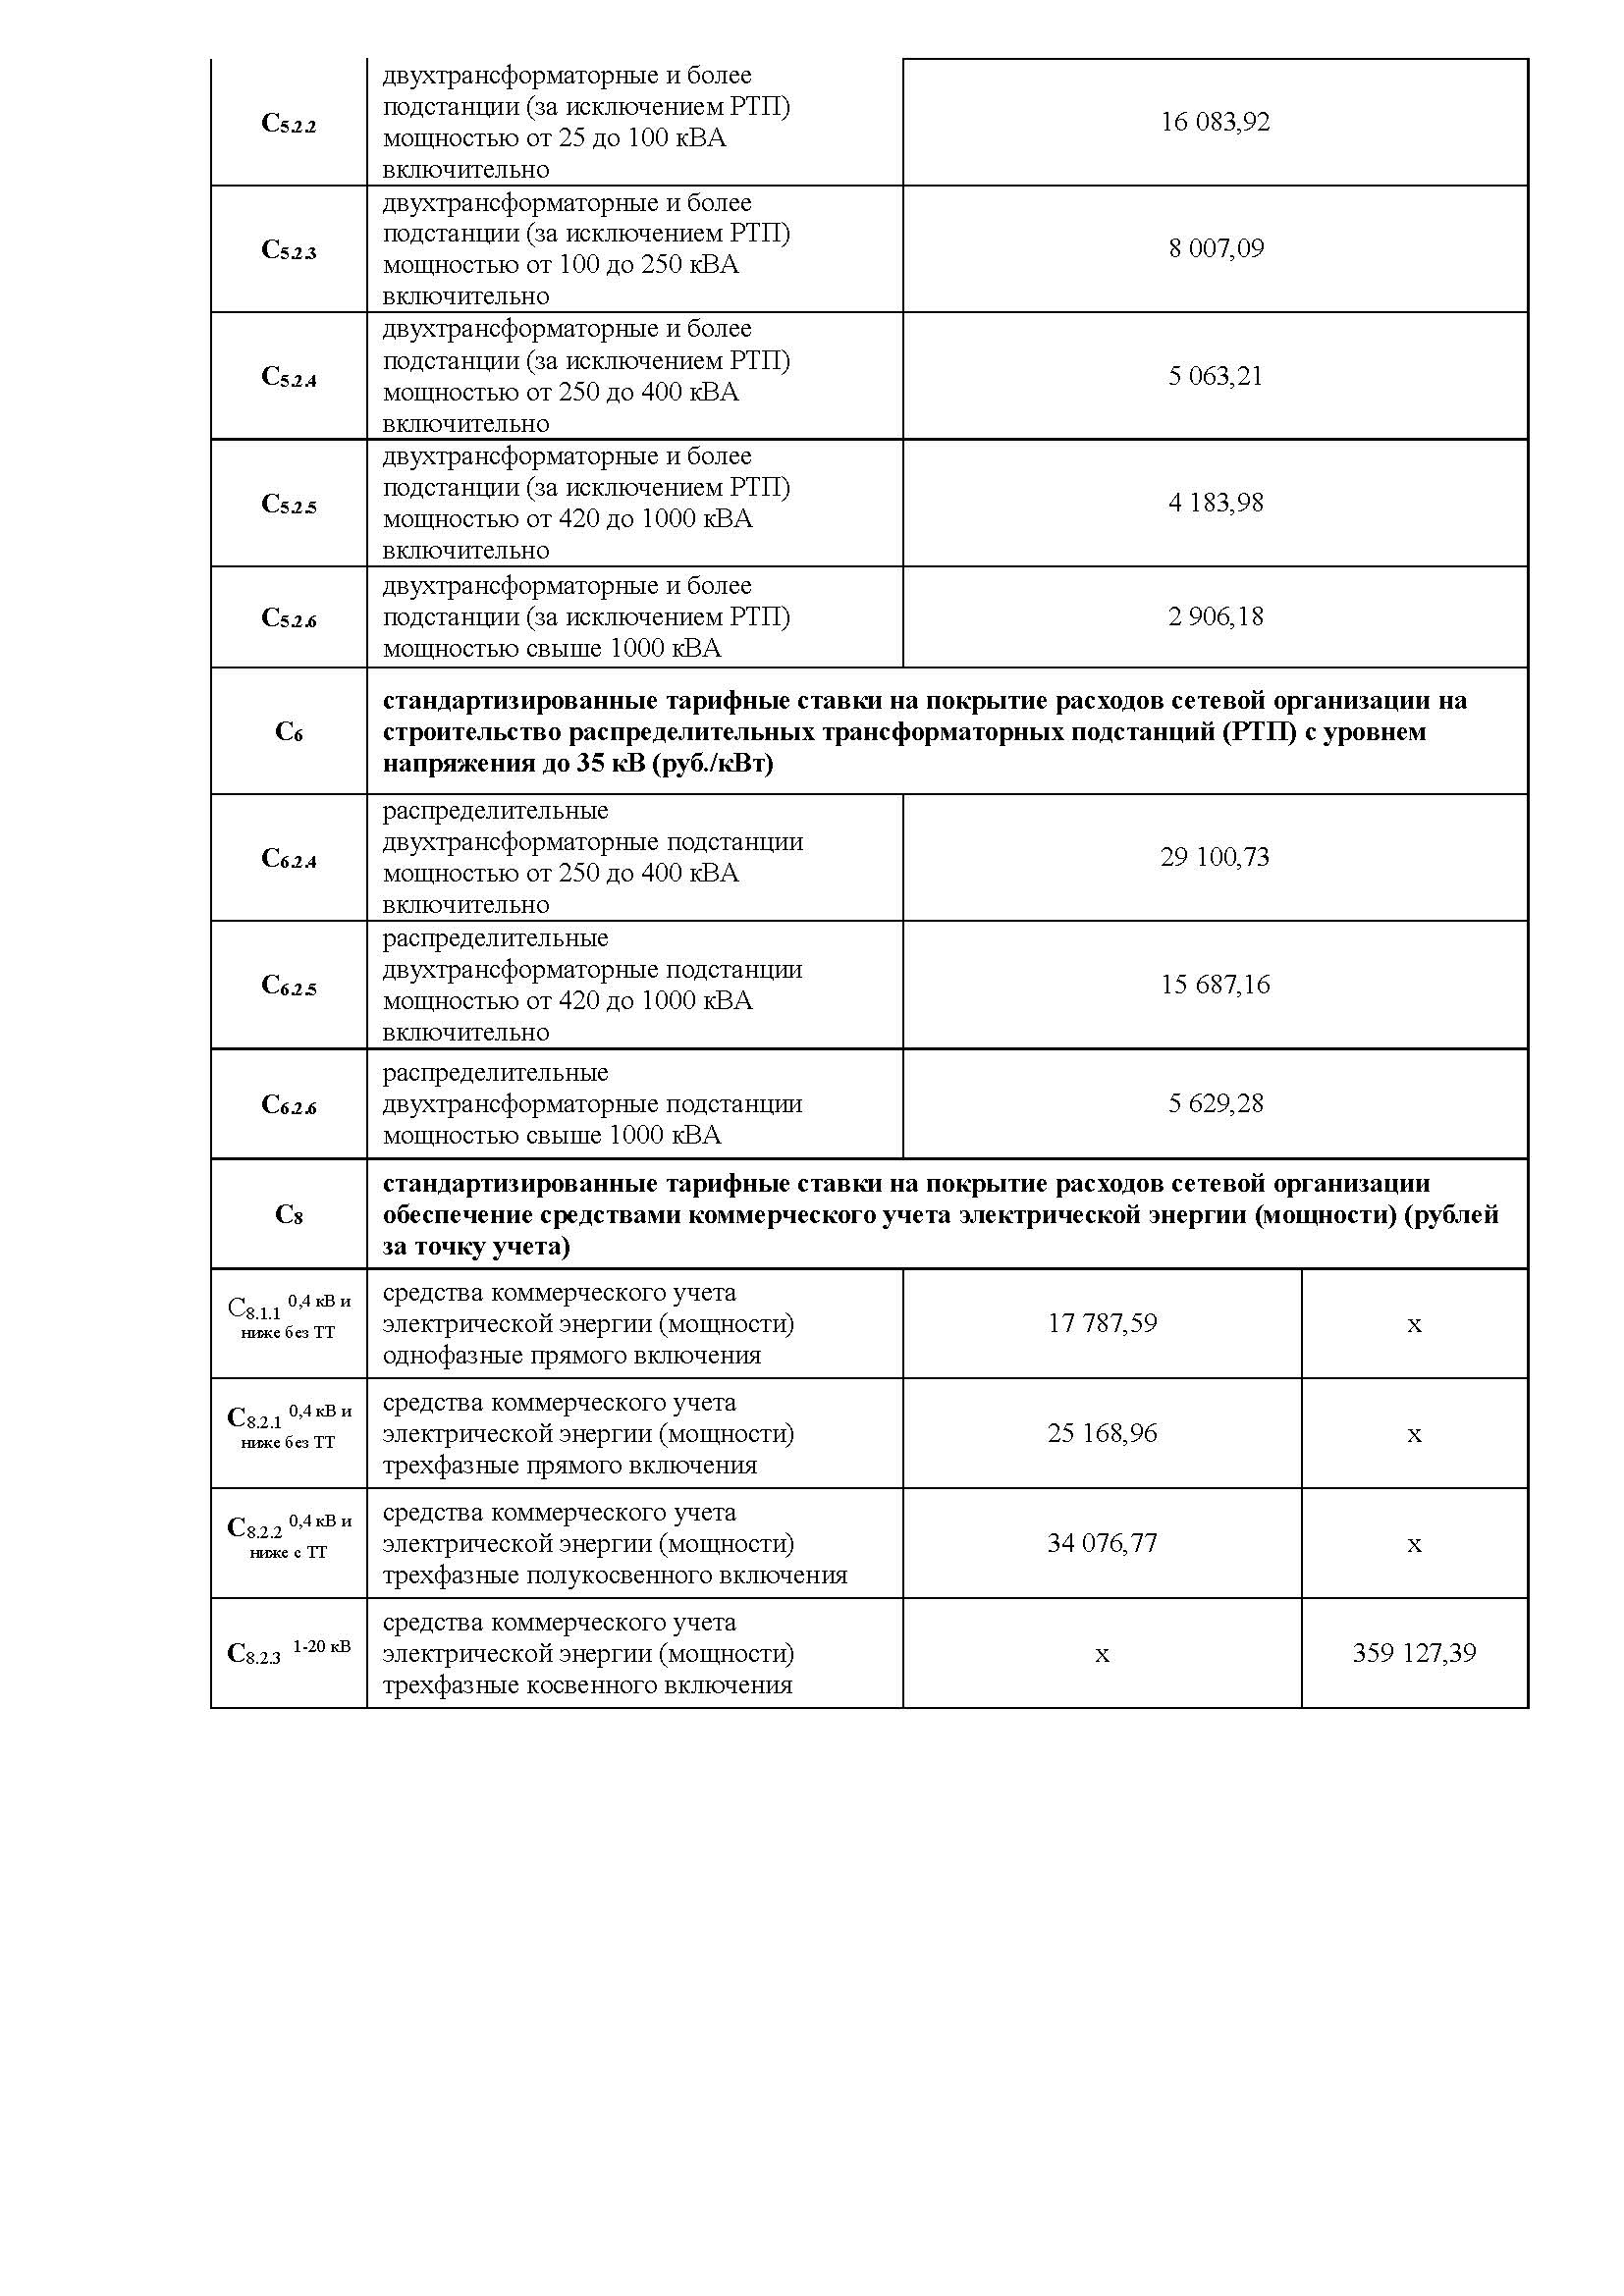 С5.2.2
двухтрансформаторные и более
подстанции (за исключением РТП)
мощностью от 25 до 100 кВА
включительно
16 083,92
С5.2.3
двухтрансформаторные и более
подстанции (за исключением РТП)
мощностью от 100 до 250 кВА
включительно
8 007,09
С5.2.4
двухтрансформаторные и более
подстанции (за исключением РТП)
мощностью от 250 до 400 кВА
включительно
5 063,21
С5.2.5
двухтрансформаторные и более
подстанции (за исключением РТП)
мощностью от 420 до 1000 кВА
включительно
4 183,98
С5.2.6
двухтрансформаторные и более
подстанции (за исключением РТП)
мощностью свыше 1000 кВА
2 906,18
С6
стандартизированные тарифные ставки на покрытие расходов сетевой организации на
строительство распределительных трансформаторных подстанций (РТП) с уровнем
напряжения до 35 кВ (руб./кВт)
С6.2.4
распределительные
двухтрансформаторные подстанции
мощностью от 250 до 400 кВА
включительно
29 100,73
С6.2.5
распределительные
двухтрансформаторные подстанции
мощностью от 420 до 1000 кВА
включительно
15 687,16
С6.2.6
распределительные
двухтрансформаторные подстанции
мощностью свыше 1000 кВА
5 629,28
С8
стандартизированные тарифные ставки на покрытие расходов сетевой организации
обеспечение средствами коммерческого учета электрической энергии (мощности) (рублей
за точку учета)
С8.1.1 0,4 кВ и
ниже без ТТ
средства коммерческого учета
электрической энергии (мощности)
однофазные прямого включения
17 787,59
х
С8.2.1 0,4 кВ и
ниже без ТТ
средства коммерческого учета
электрической энергии (мощности)
трехфазные прямого включения
25 168,96
х
С8.2.2 0,4 кВ и
ниже с ТТ
средства коммерческого учета
электрической энергии (мощности)
трехфазные полукосвенного включения
34 076,77
х
С8.2.3 1-20 кВ
средства коммерческого учета
электрической энергии (мощности)
трехфазные косвенного включения
х
359 127,39